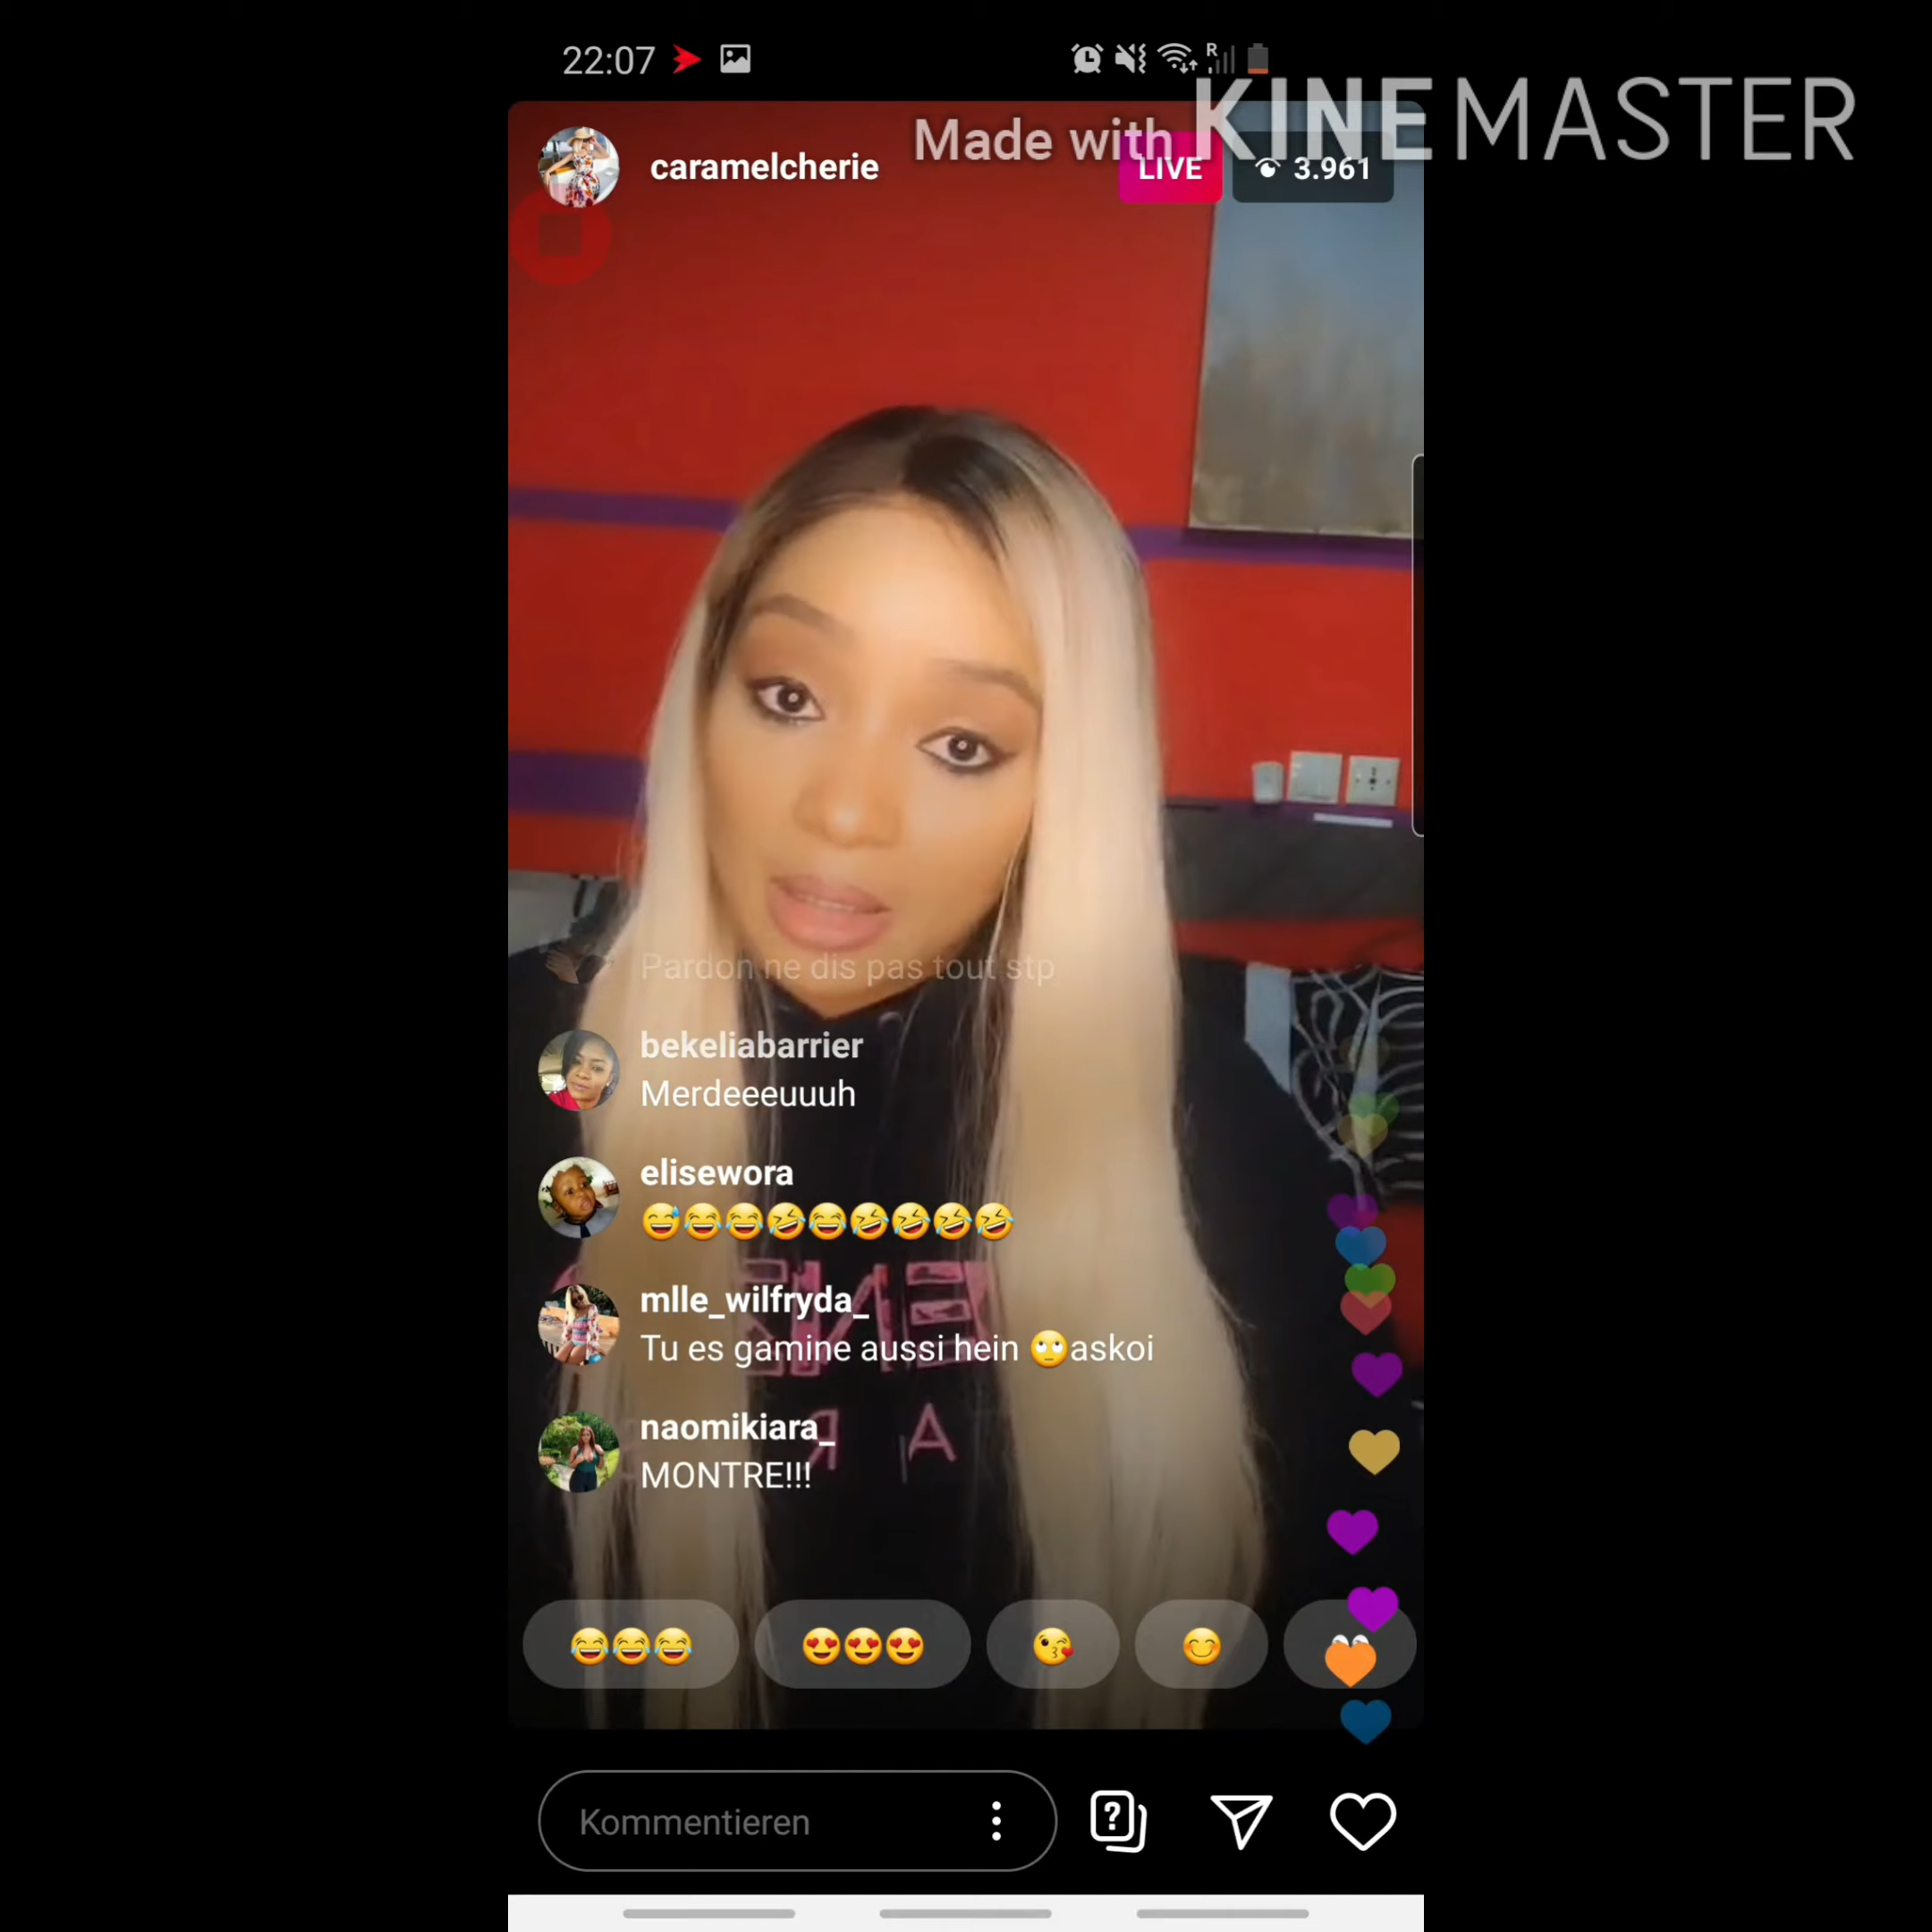 22:07
Made with KINEMASTER
caramelcherie
LIVE
3.961
Pardon ne dis pas tout stp
bekeliabarrier
Merdeeeuuuh
elisewora
😅😂😂🤣😂🤣🤣🤣🤣
mlle_wilfryda_
Tu es gamine aussi hein 🙄askoi
naomikiara_
MONTRE!!!
😂😂😂 😍😍😍 😘 😊
Kommentieren